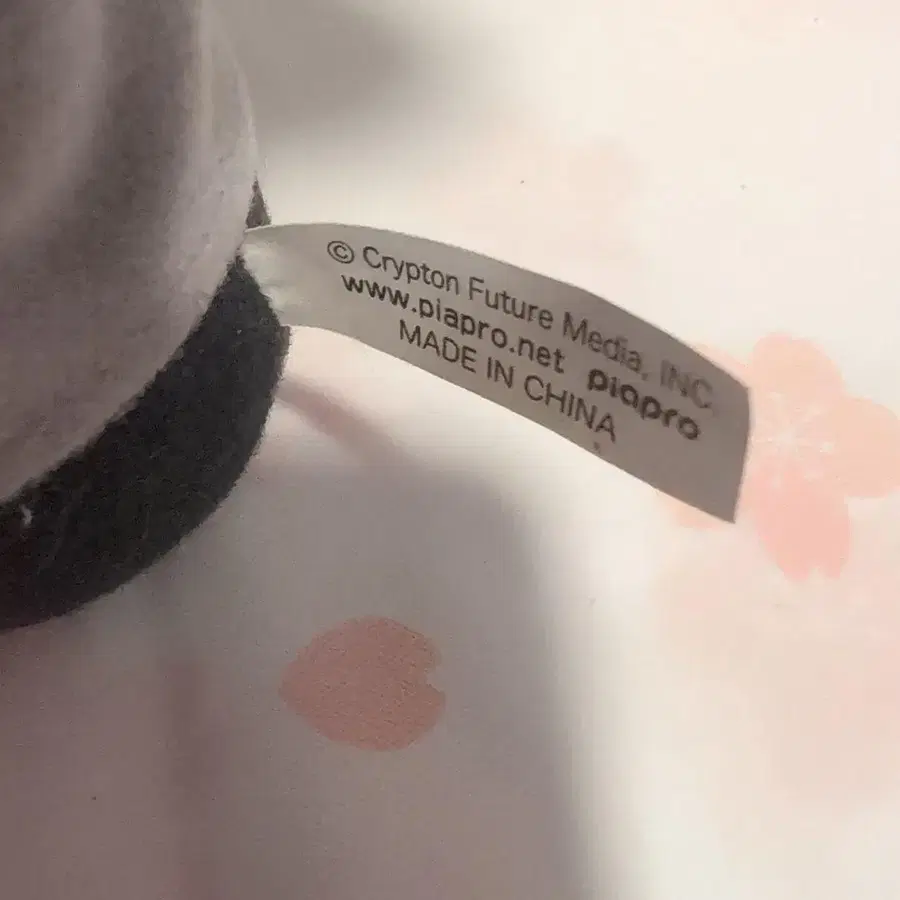 © Crypton Future Media, INC.
www.piapro.net piapro
MADE IN CHINA